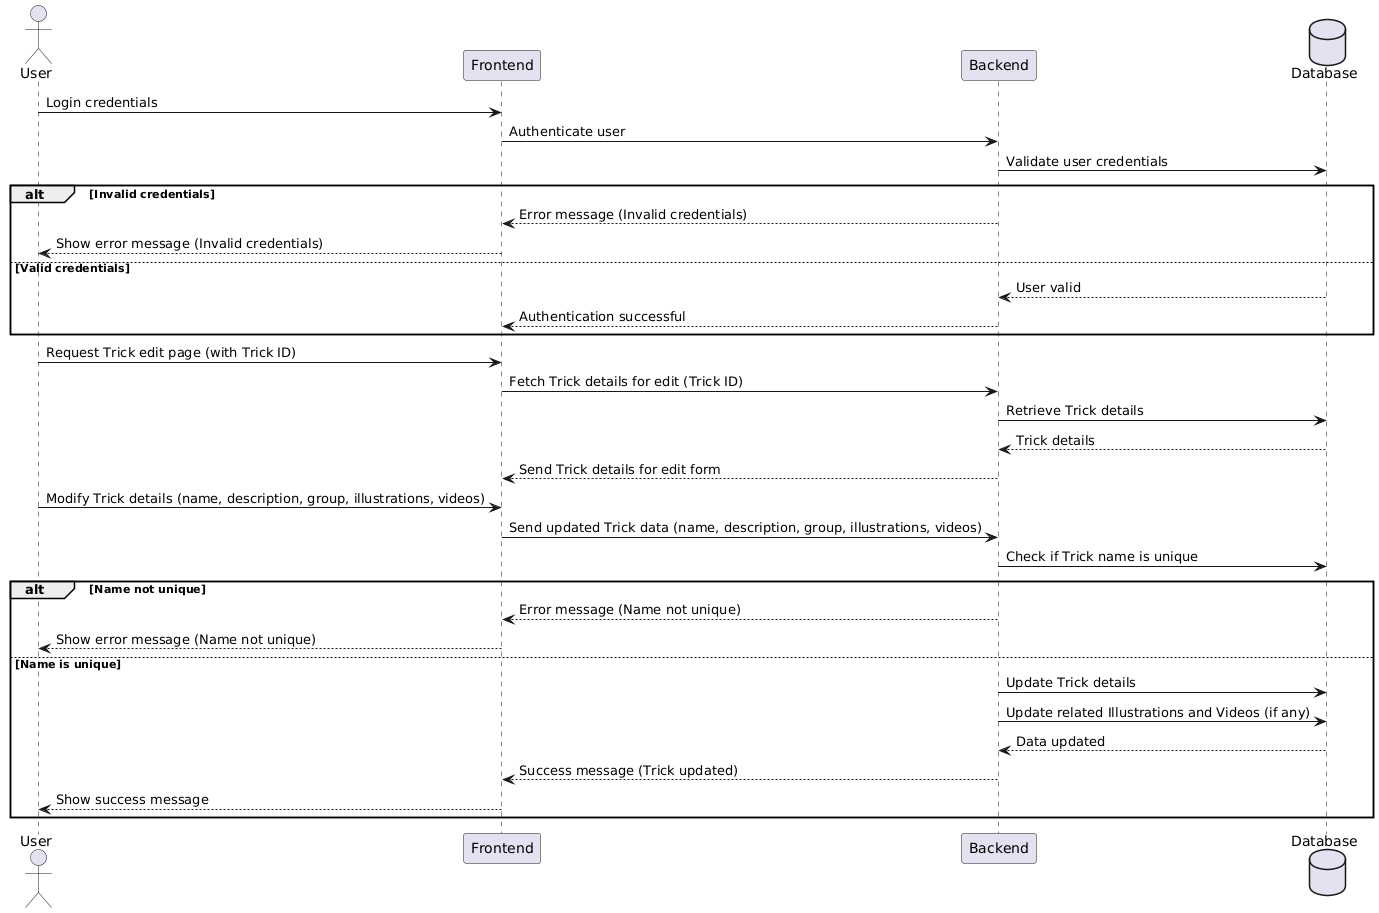 User
Frontend
Backend
Database
Login credentials
Authenticate user
Validate user credentials
alt [Invalid credentials]
Error message (Invalid credentials)
Show error message (Invalid credentials)
[Valid credentials]
User valid
Authentication successful
Request Trick edit page (with Trick ID)
Fetch Trick details for edit (Trick ID)
Retrieve Trick details
Trick details
Send Trick details for edit form
Modify Trick details (name, description, group, illustrations, videos)
Send updated Trick data (name, description, group, illustrations, videos)
Check if Trick name is unique
alt [Name not unique]
Error message (Name not unique)
Show error message (Name not unique)
[Name is unique]
Update Trick details
Update related Illustrations and Videos (if any)
Data updated
Success message (Trick updated)
Show success message
User
Frontend
Backend
Database